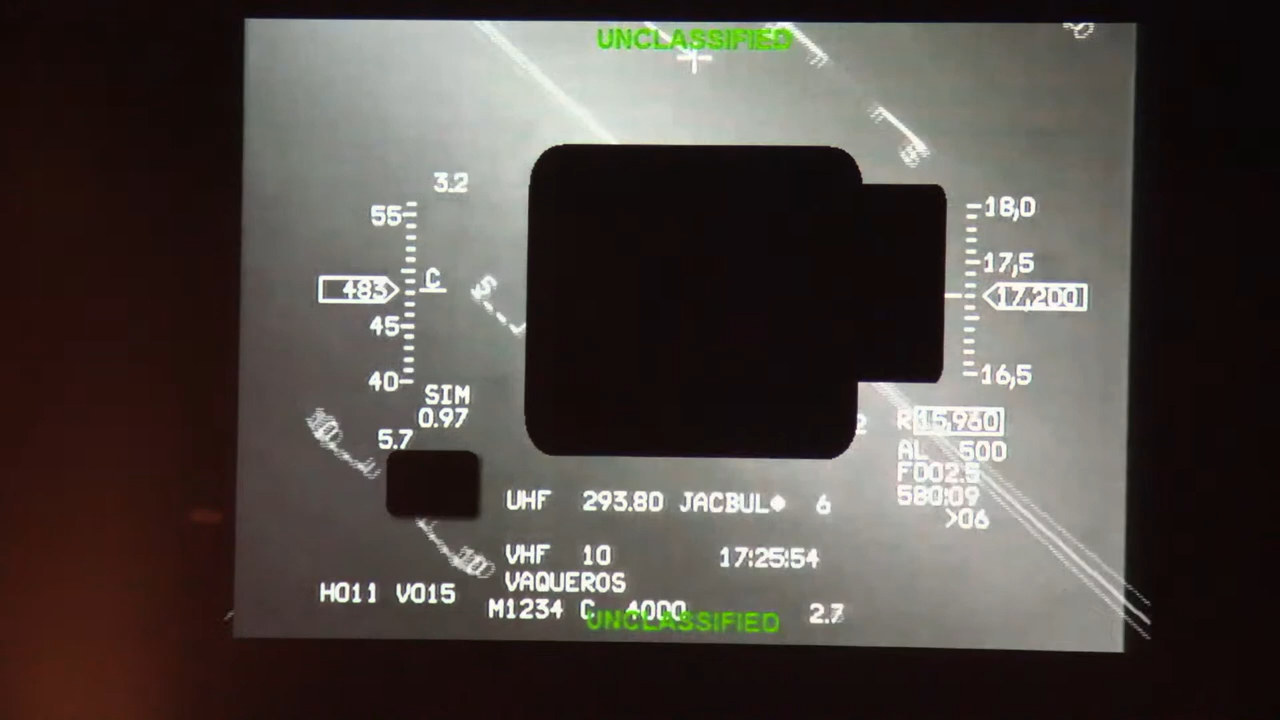 UNCLASSIFIED
3.2
55
18,0
17,5
483
C
5
17,200
45
40
16,5
SIM
0.97
5.7
R 15,960
AL 500
F002.5
580:09
>06
UHF 293.80 JACBUL 6
VHF 10 17:25:54
VAQUEROS
H011 V015
M1234 C 4000 2.7
UNCLASSIFIED